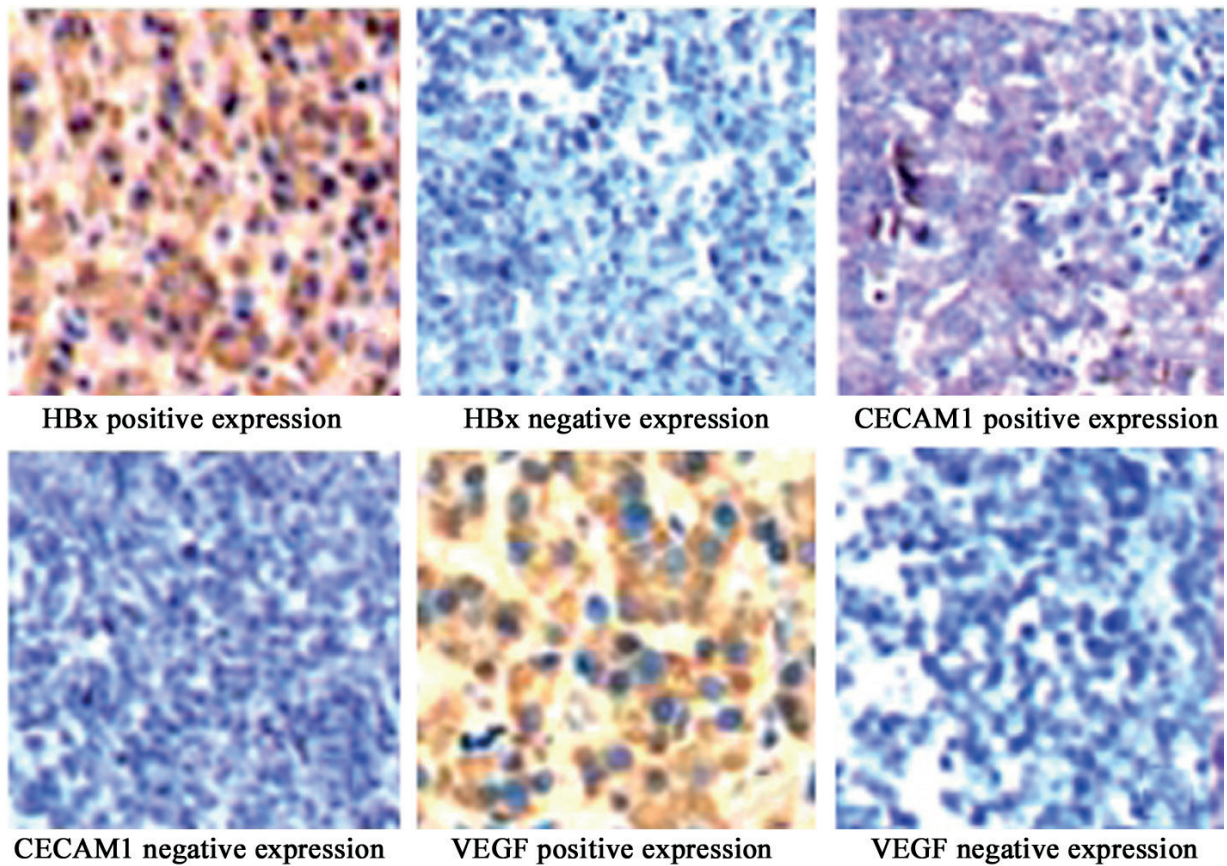 HBx positive expression
HBx negative expression
CECAM1 positive expression
CECAM1 negative expression
VEGF positive expression
VEGF negative expression